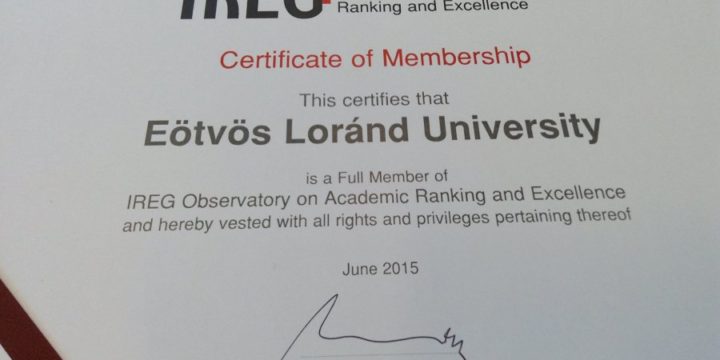 IREG
Ranking and Excellence
Certificate of Membership
This certifies that
Eötvös Loránd University
is a Full Member of
IREG Observatory on Academic Ranking and Excellence
and hereby vested with all rights and privileges pertaining thereof
June 2015